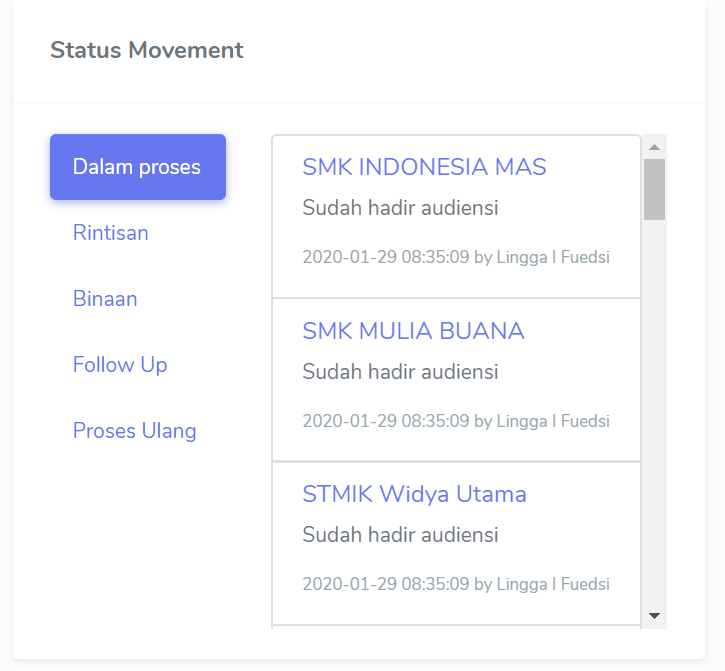 Status Movement
Dalam proses
Rintisan
Binaan
Follow Up
Proses Ulang
SMK INDONESIA MAS
Sudah hadir audiensi
2020-01-29 08:35:09 by Lingga I Fuedsi
SMK MULIA BUANA
Sudah hadir audiensi
2020-01-29 08:35:09 by Lingga I Fuedsi
STMIK Widya Utama
Sudah hadir audiensi
2020-01-29 08:35:09 by Lingga I Fuedsi